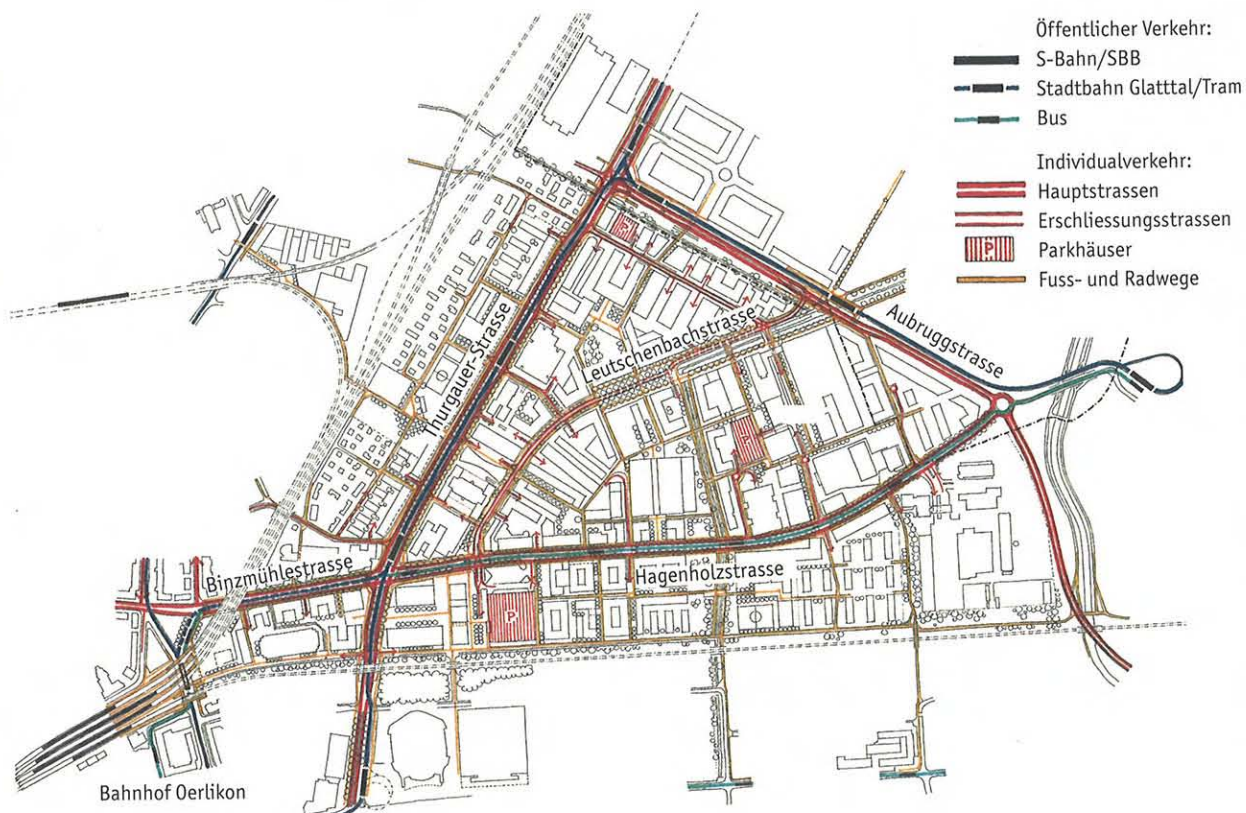 Öffentlicher Verkehr:
S-Bahn/SBB
Stadtbahn Glatttal/Tram
Bus
Individualverkehr:
Hauptstrassen
Erschliessungsstrassen
P
Parkhäuser
Fuss- und Radwege
P
Thurgauer-Strasse
Leutschenbachstrasse
Aubruggstrasse
P
Binzmühlestrasse
Hagenholzstrasse
P
Bahnhof Oerlikon